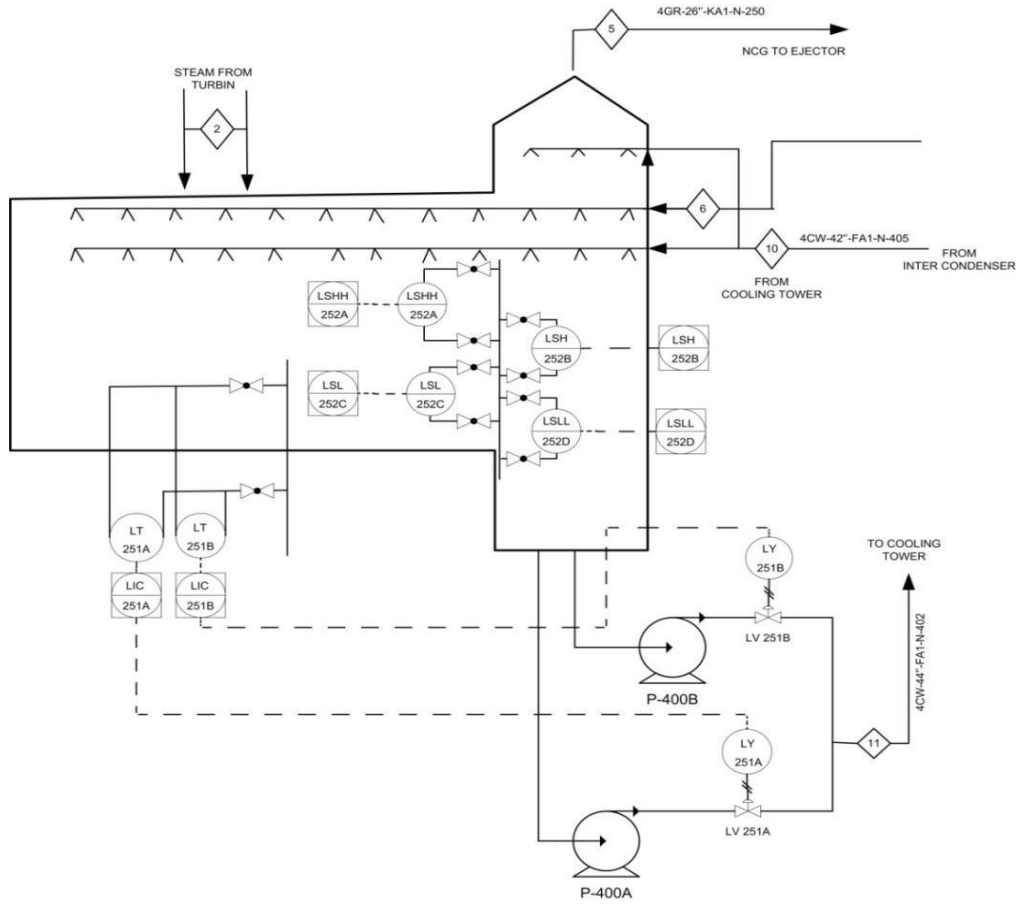 4GR-26"-KA1-N-250
5
NCG TO EJECTOR
STEAM FROM
TURBIN
2
6
10
4CW-42"-FA1-N-405
FROM
INTER CONDENSER
FROM
COOLING TOWER
LSHH
252A
LSHH
252A
LSH
252B
LSH
252B
LSL
252C
LSL
252C
LSLL
252D
LSLL
252D
LT
251A
LT
251B
LIC
251A
LIC
251B
LY
251B
LV 251B
TO COOLING
TOWER
4CW-44"-FA1-N-402
P-400B
11
LY
251A
LV 251A
P-400A